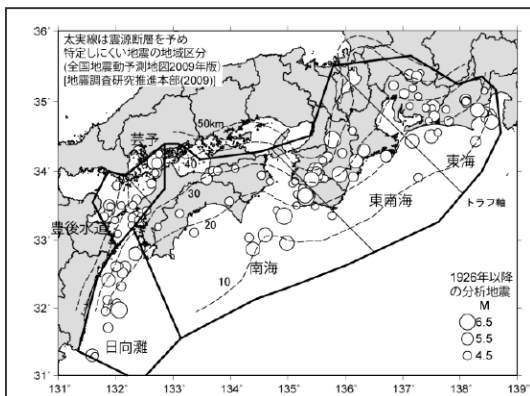 36°
太実線は震源断層を予め
特定しにくい地震の地域区分
(全国地震動予測地図2009年版)
[地震調査研究推進本部(2009)]
35°
50km
芸予
40
東海
34°
30
東南海
トラフ軸
豊後水道
20
33°
10
南海
1926年以降
の分析地震
M
32°
6.5
5.5
日向灘
4.5
31°
131° 132° 133° 134° 135° 136° 137° 138° 139°